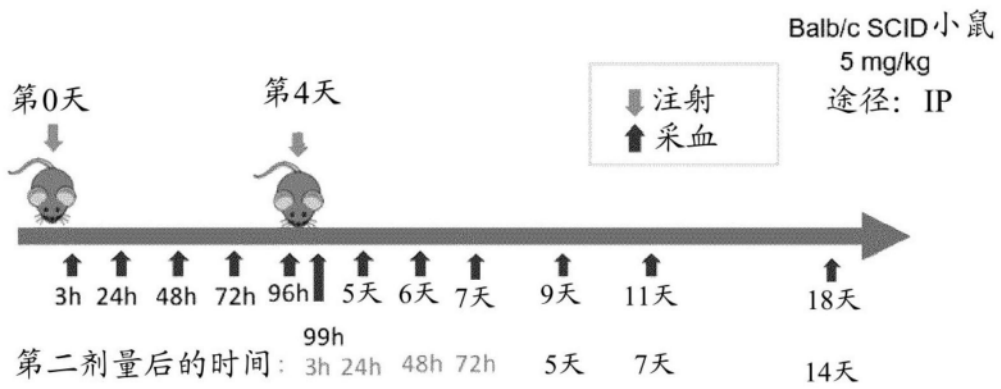 Balb/c SCID小鼠
5 mg/kg
途径：IP
第0天
第4天
注射
采血
3h 24h 48h 72h 96h 5天 6天 7天 9天 11天 18天
99h
第二剂量后的时间：3h 24h 48h 72h 5天 7天 14天